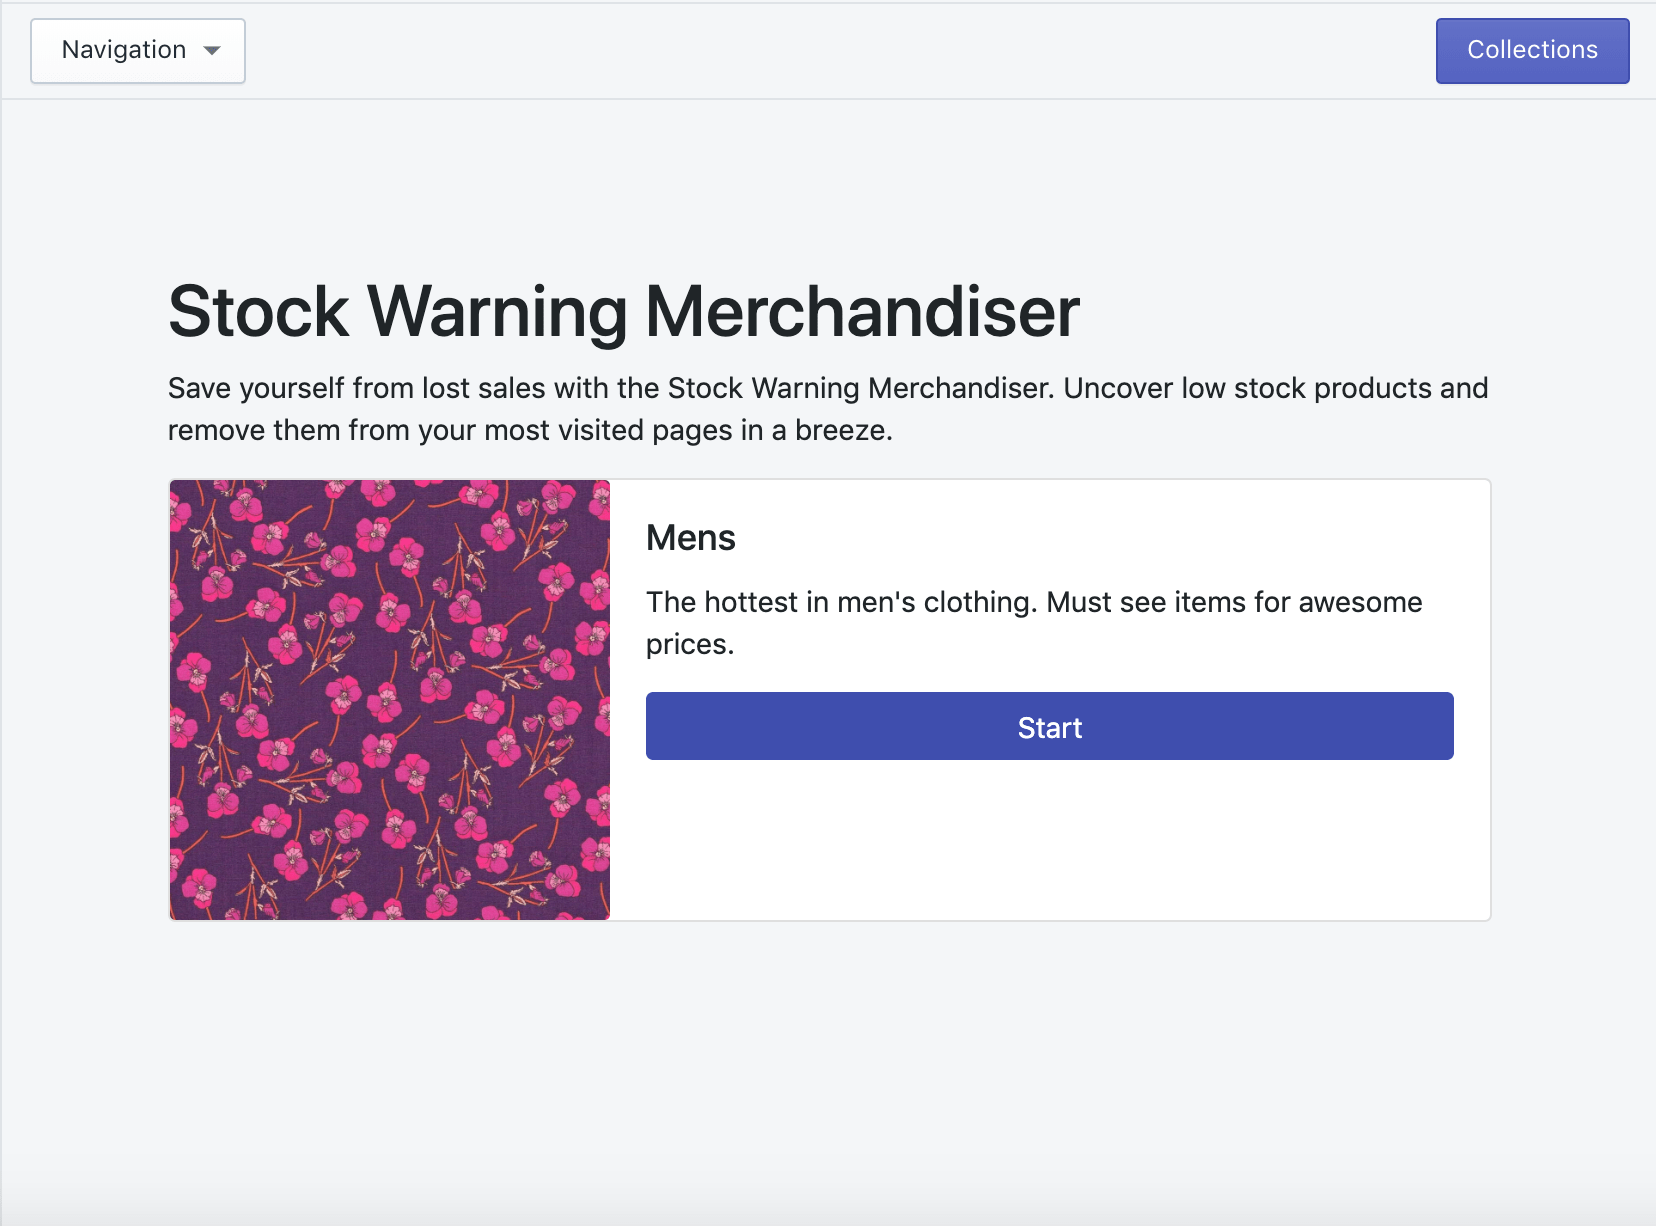 Navigation
Collections
Stock Warning Merchandiser
Save yourself from lost sales with the Stock Warning Merchandiser. Uncover low stock products and
remove them from your most visited pages in a breeze.
Mens
The hottest in men's clothing. Must see items for awesome
prices.
Start